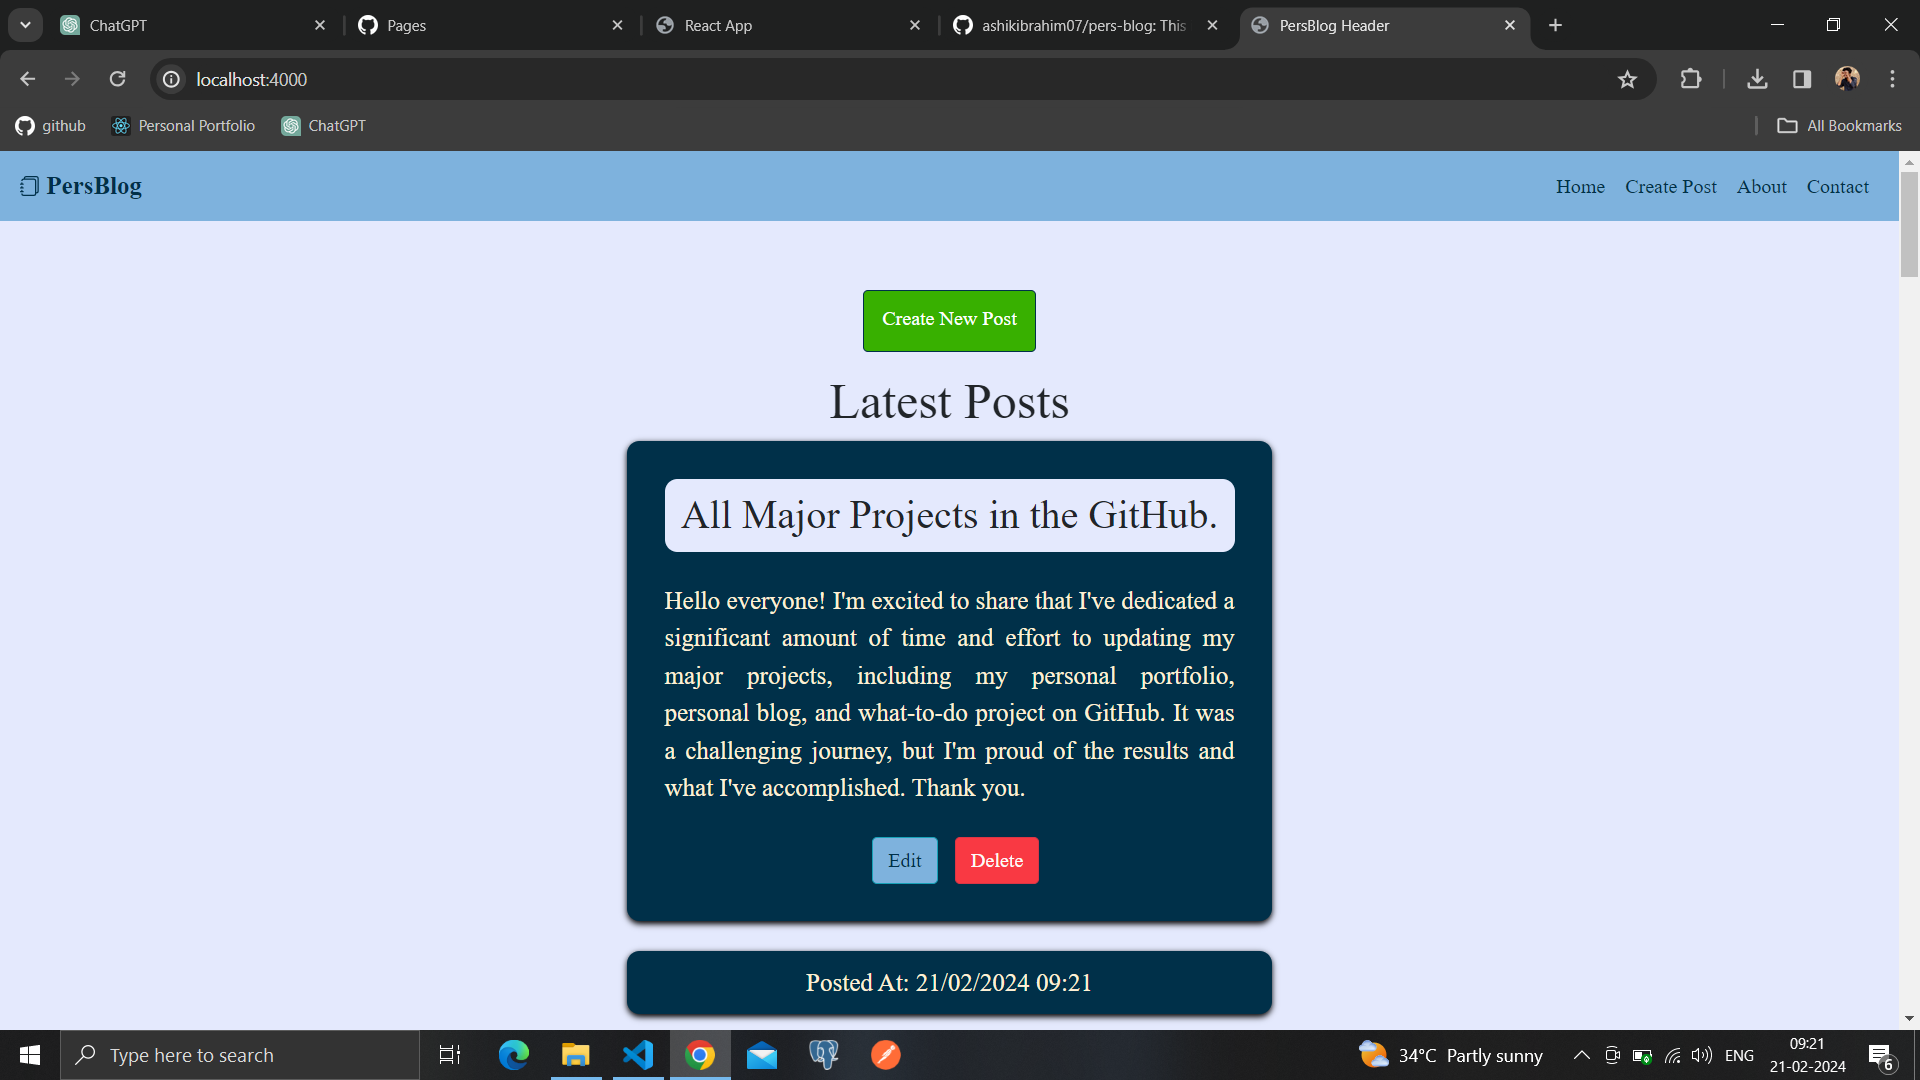 ChatGPT
Pages
React App
ashikibrahim07/pers-blog: This
PersBlog Header
localhost:4000
github
Personal Portfolio
ChatGPT
All Bookmarks
PersBlog
Home
Create Post
About
Contact
Create New Post
Latest Posts
All Major Projects in the GitHub.
Hello everyone! I'm excited to share that I've dedicated a
significant amount of time and effort to updating my
major projects, including my personal portfolio,
personal blog, and what-to-do project on GitHub. It was
a challenging journey, but I'm proud of the results and
what I've accomplished. Thank you.
Edit
Delete
Posted At: 21/02/2024 09:21
Type here to search
34°C Partly sunny
ENG
09:21
21-02-2024
6